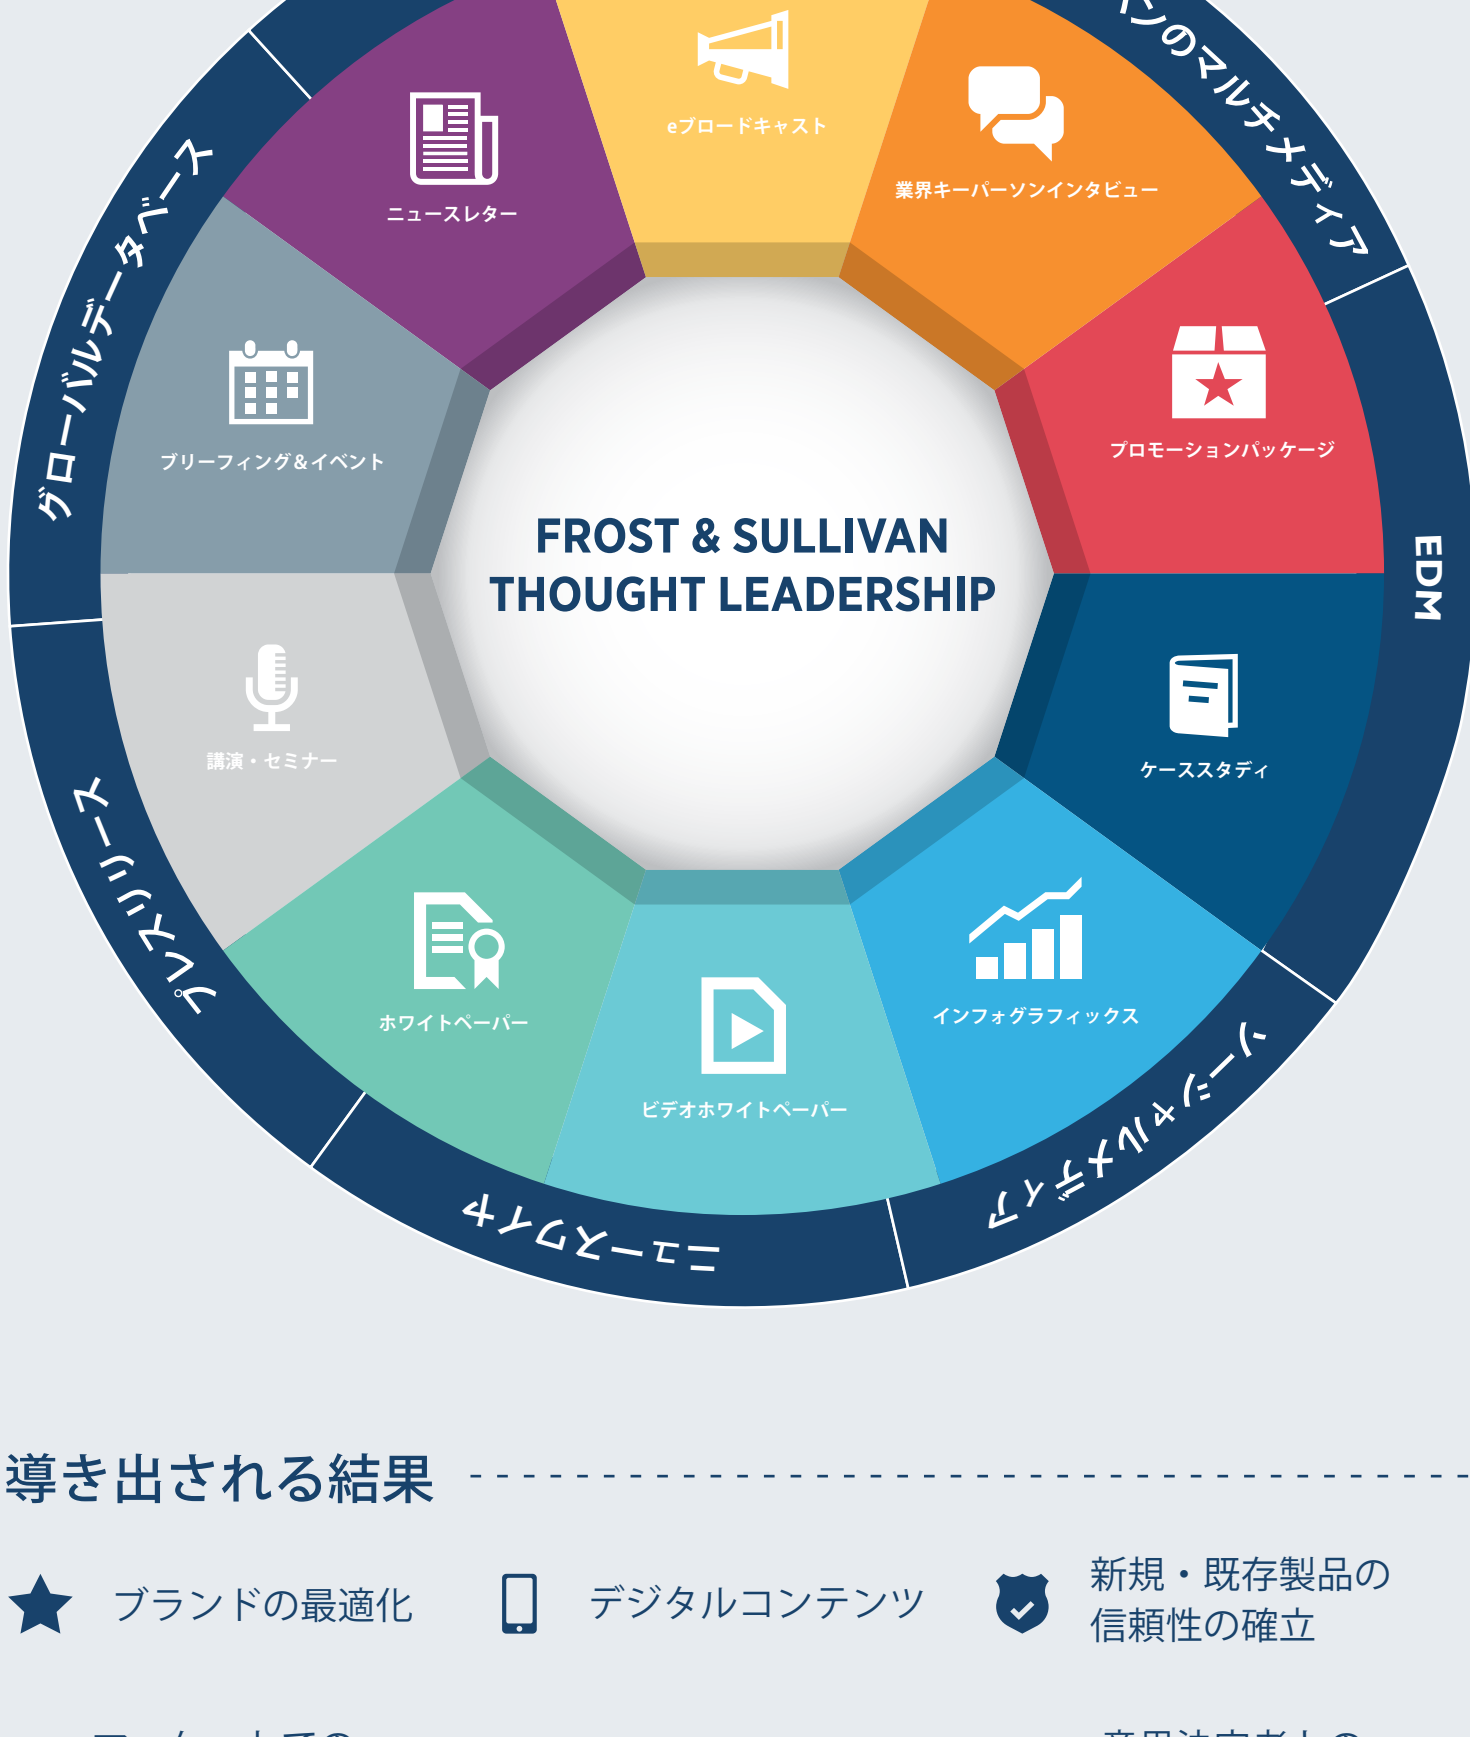 eブロードキャスト
業界キーパーソンインタビュー
ニュースレター
プロモーションパッケージ
ブリーフィング＆イベント
FROST & SULLIVAN
THOUGHT LEADERSHIP
ケーススタディ
講演・セミナー
インフォグラフィックス
ホワイトペーパー
ビデオホワイトペーパー
ンのマルチメディア
EDM
ソーシャルメディア
ニュースワイヤ
プレスリリース
グローバルデータベース
導き出される結果
ブランドの最適化
デジタルコンテンツ
新規・既存製品の
信頼性の確立